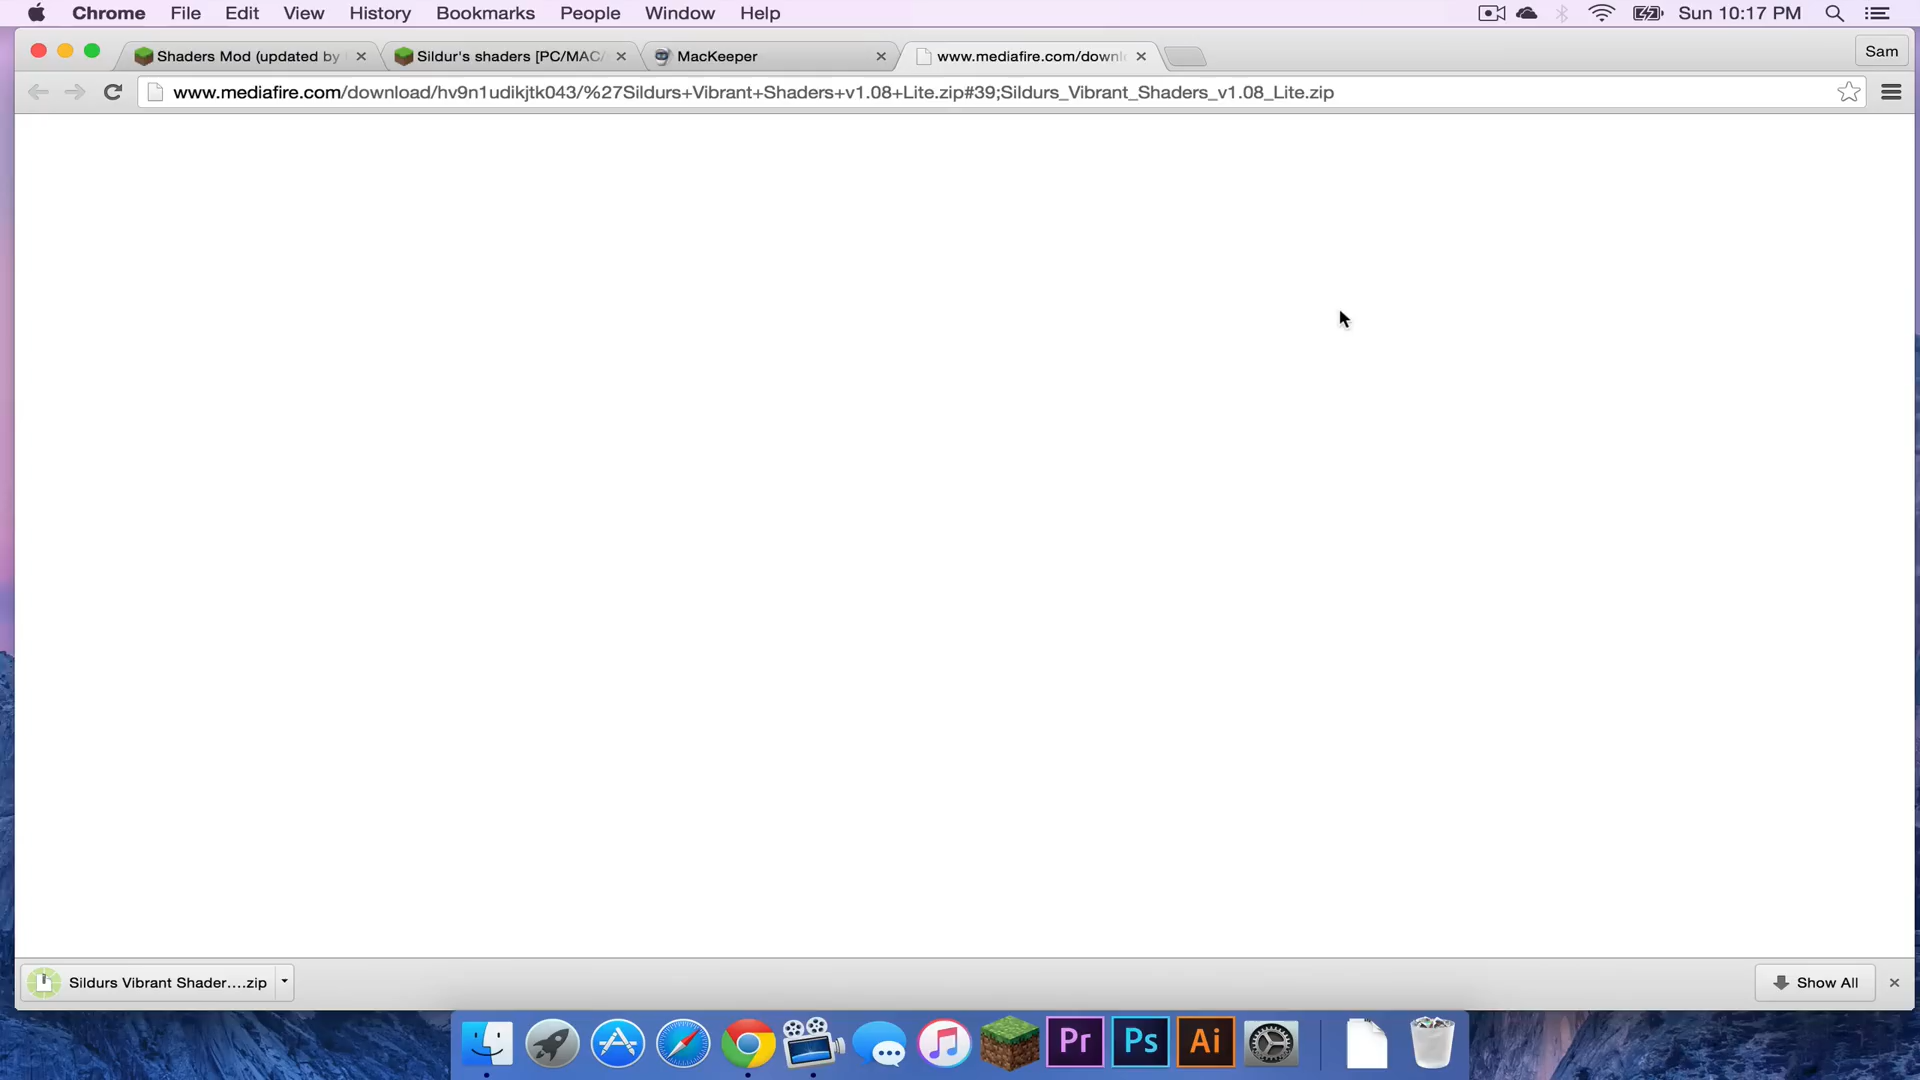 Chrome File Edit View History Bookmarks People Window Help Sun 10:17 PM
Shaders Mod (updated by Sildur's shaders [PC/MAC/ MacKeeper www.mediafire.com/downl Sam
www.mediafire.com/download/hv9n1udikjtk043/%27Sildurs+Vibrant+Shaders+v1.08+Lite.zip#39;Sildurs_Vibrant_Shaders_v1.08_Lite.zip
Sildurs Vibrant Shader....zip Show All
Pr Ps Ai